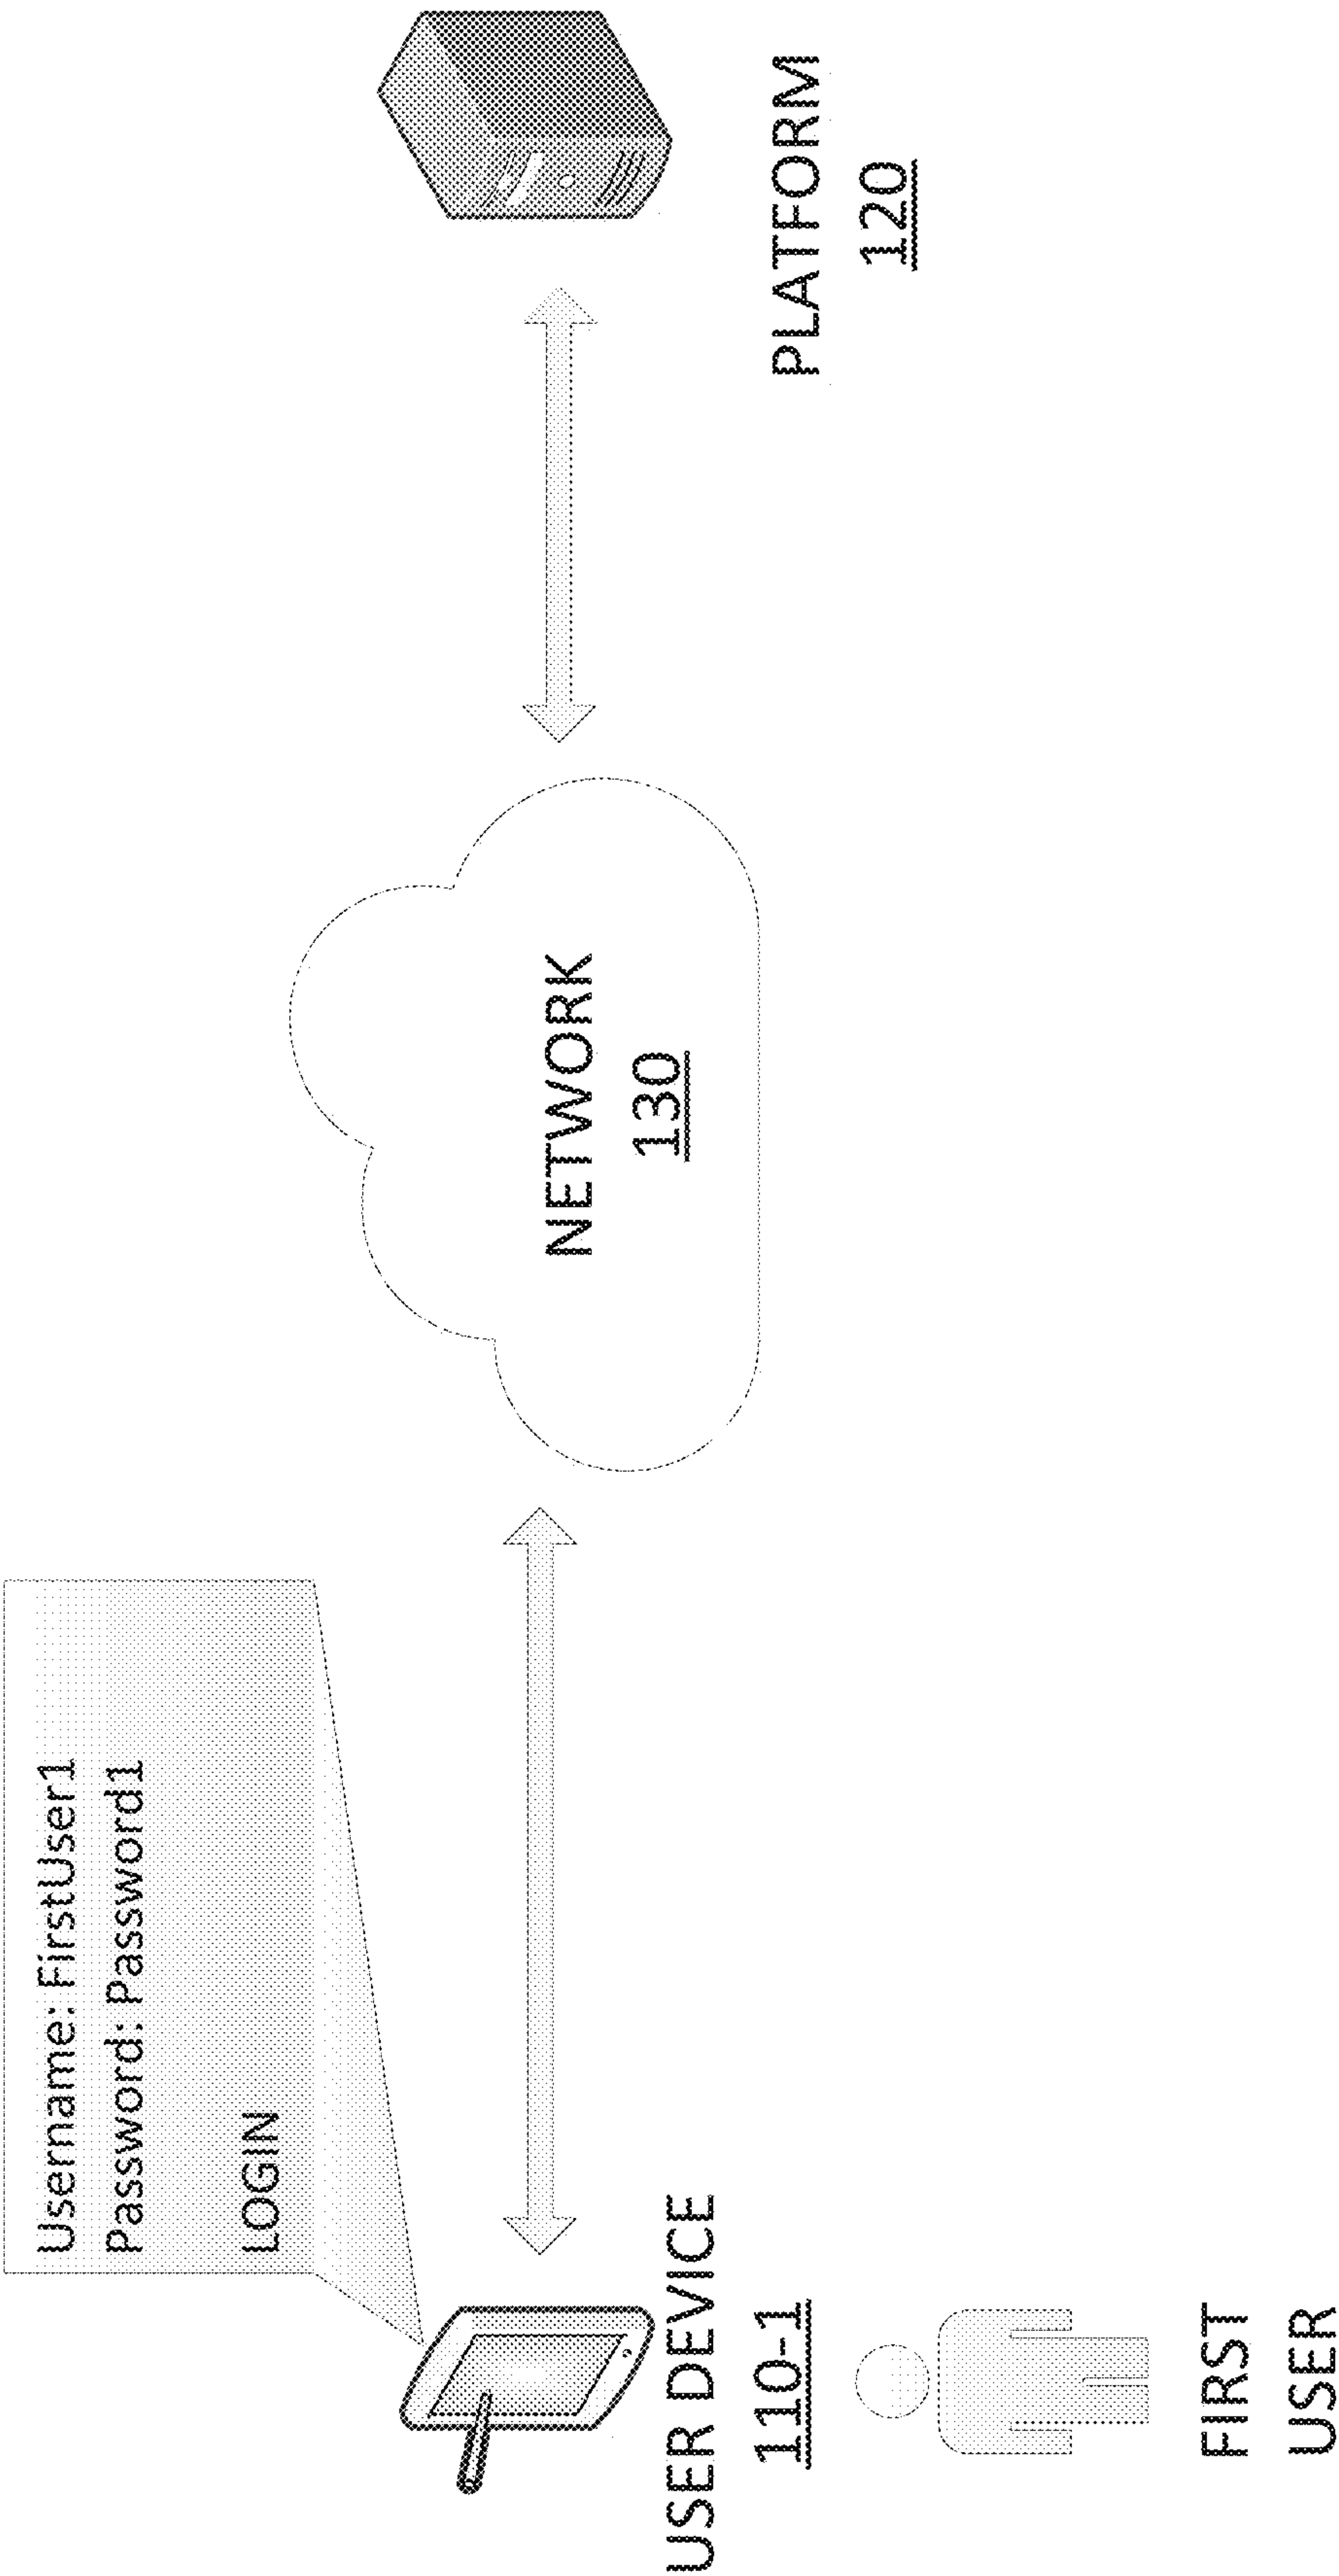 Username: FirstUser1
Password: Password1
LOGIN
USER DEVICE
110-1
FIRST
USER
NETWORK
130
PLATFORM
120